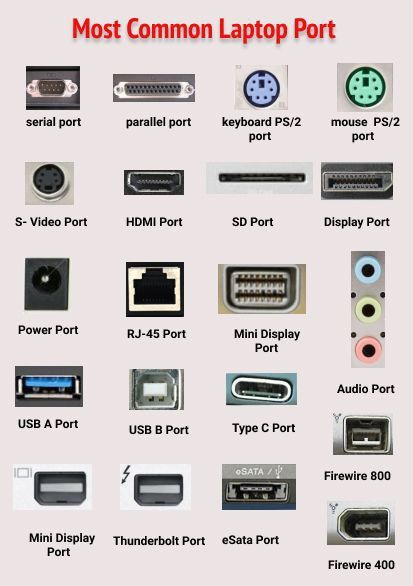 Most Common Laptop Port
serial port
parallel port
keyboard PS/2
port
mouse PS/2
port
S- Video Port
HDMI Port
SD Port
Display Port
Power Port
RJ-45 Port
Mini Display
Port
Audio Port
USB A Port
USB B Port
Type C Port
Firewire 800
eSATA /
Mini Display
Port
Thunderbolt Port
eSata Port
Firewire 400